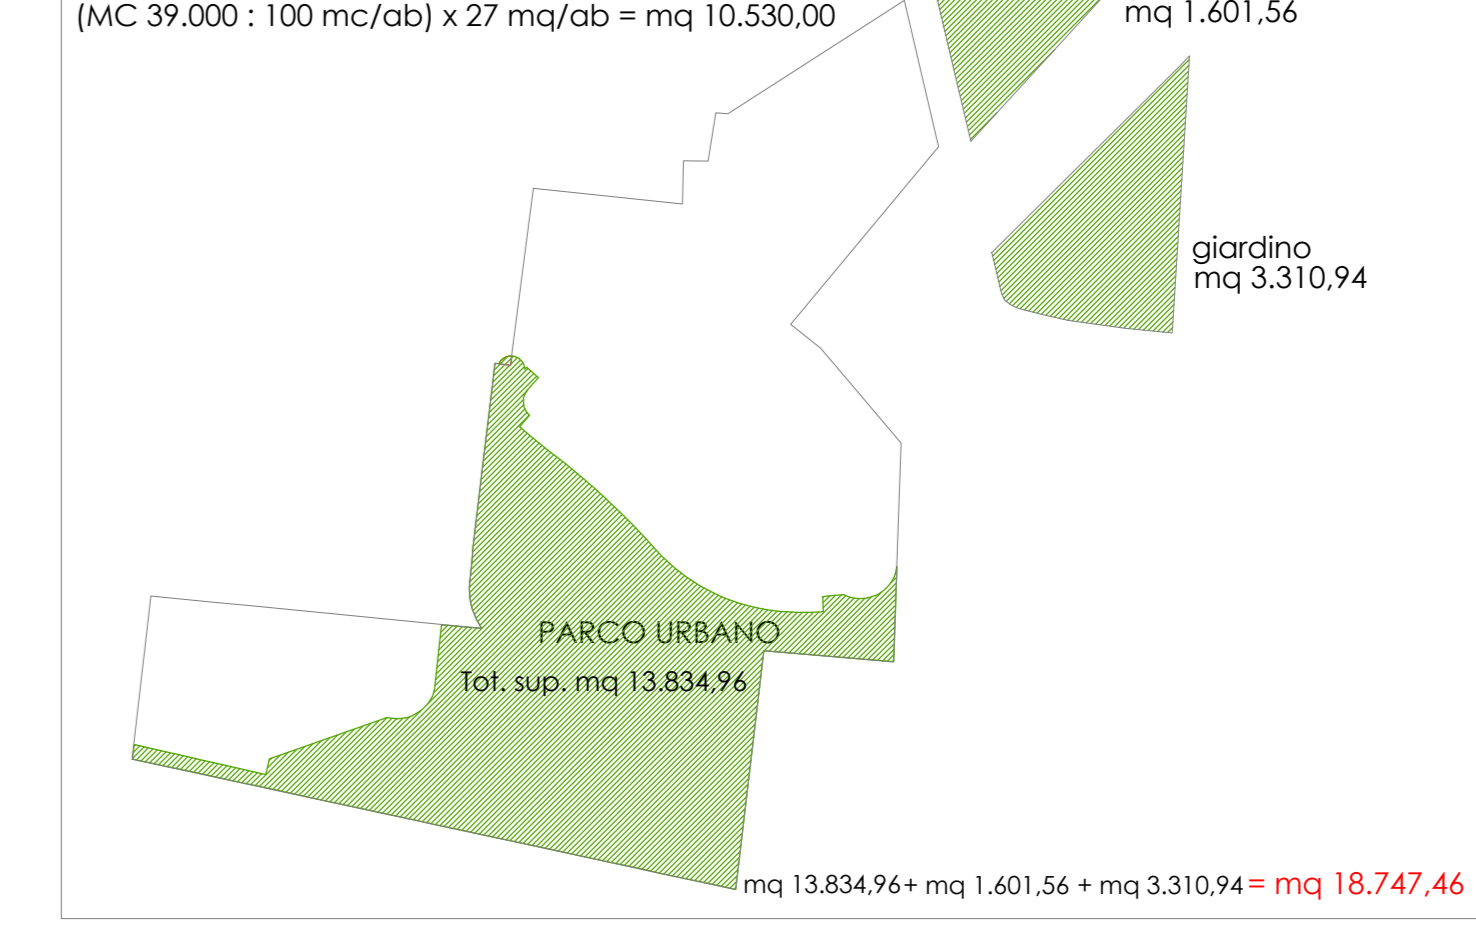 (MC 39.000 : 100 mc/ab) x 27 mq/ab = mq 10.530,00
mq 1.601,56
giardino
mq 3.310,94
PARCO URBANO
Tot. sup. mq 13.834,96
mq 13.834,96+ mq 1.601,56 + mq 3.310,94 = mq 18.747,46